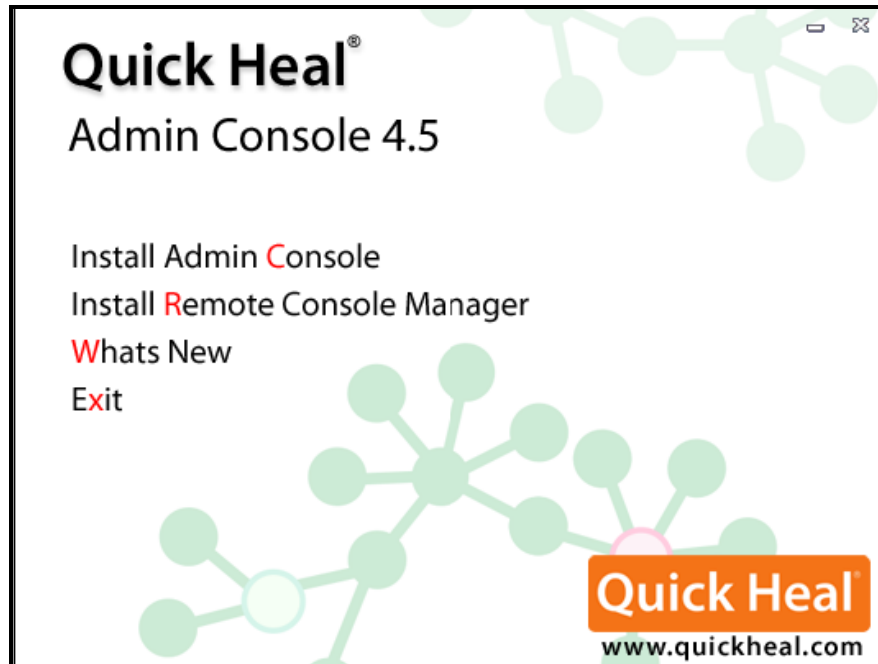 Quick Heal®
Admin Console 4.5
Install Admin Console
Install Remote Console Manager
Whats New
Exit
Quick Heal®
www.quickheal.com